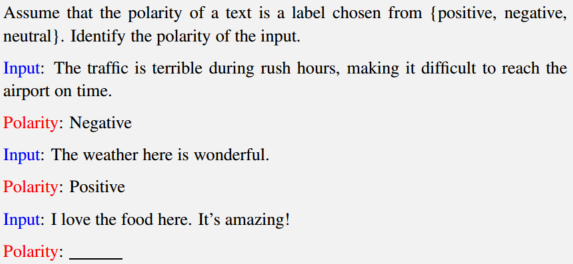 Assume that the polarity of a text is a label chosen from {positive, negative,
neutral}. Identify the polarity of the input.
Input: The traffic is terrible during rush hours, making it difficult to reach the
airport on time.
Polarity: Negative
Input: The weather here is wonderful.
Polarity: Positive
Input: I love the food here. It’s amazing!
Polarity: ______